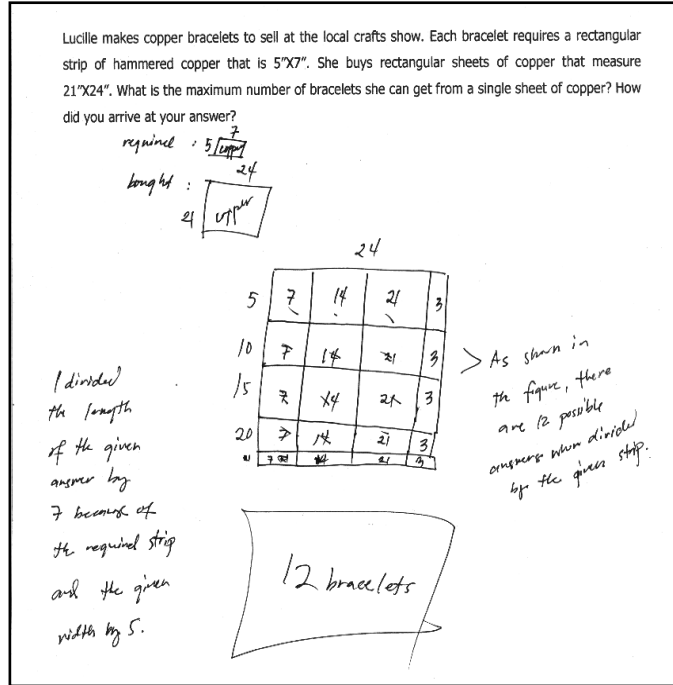 Lucille makes copper bracelets to sell at the local crafts show. Each bracelet requires a rectangular
strip of hammered copper that is 5"X7". She buys rectangular sheets of copper that measure
21"X24". What is the maximum number of bracelets she can get from a single sheet of copper? How
did you arrive at your answer?
7
required : 5 copper
24
bought :
21
24
5 7 14 21 3
10 7 14 21 3
15 7 14 21 3
20 7 14 21 3
21 7 14 21 3
> As shown in
the figure, there
are 12 possible
answers when divided
by the given strip.
I divided
the length
of the given
answer by
7 because of
the required strip
and the given
width by 5.
12 bracelets